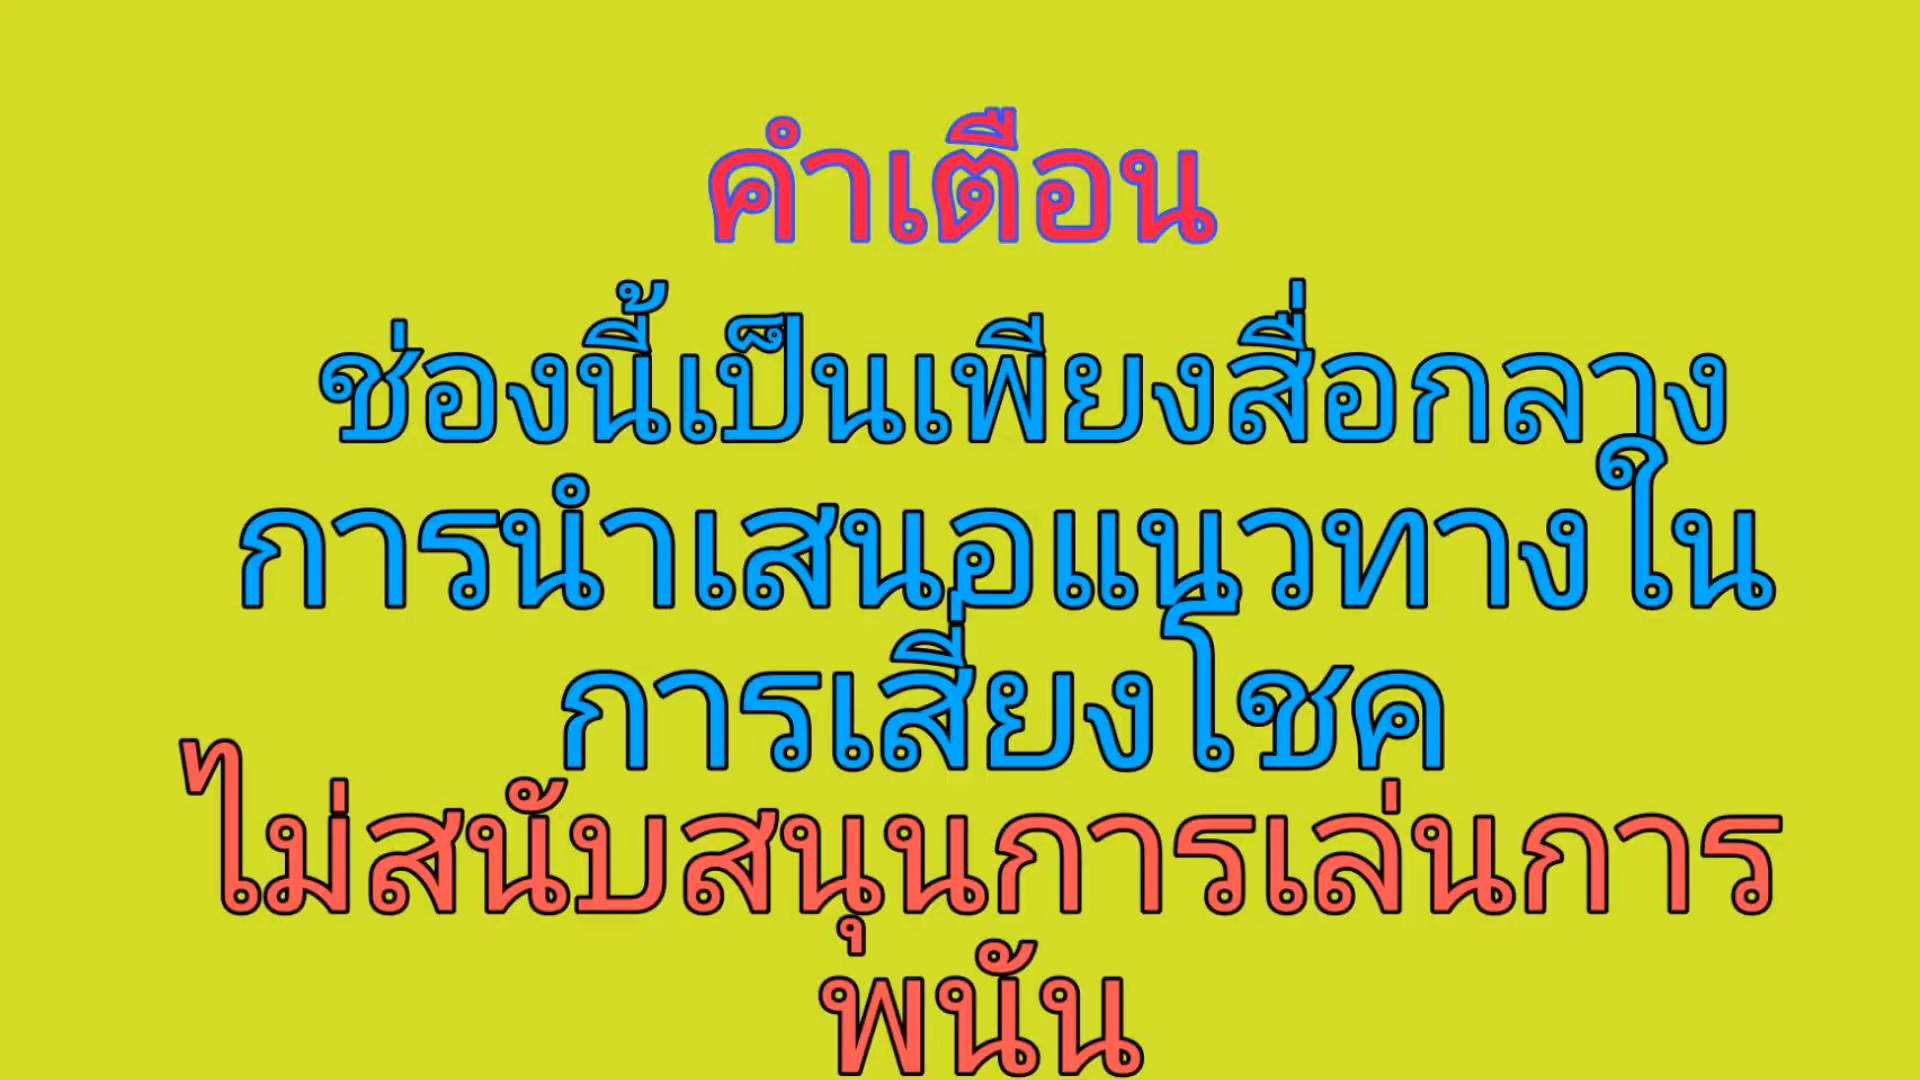 คำเตือน
ช่องนี้เป็นเพียงสื่อกลาง
การนำเสนอแนวทางใน
การเสี่ยงโชค
ไม่สนับสนุนการเล่นการ
พนัน